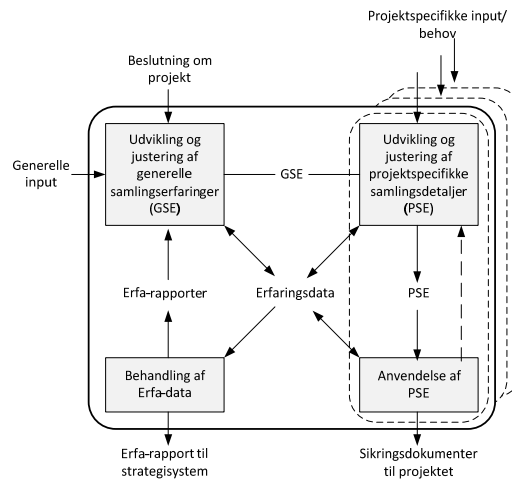 Projektspecifikke input/
behov
Beslutning om
projekt
Generelle
input
Udvikling og
justering af
generelle
samlingserfaringer
(GSE)
GSE
Udvikling og
justering af
projektspecifikke
samlingsdetaljer
(PSE)
Erfa-rapporter
Erfaringsdata
PSE
Behandling af
Erfa-data
Anvendelse af
PSE
Erfa-rapport til
strategisystem
Sikringsdokumenter
til projektet